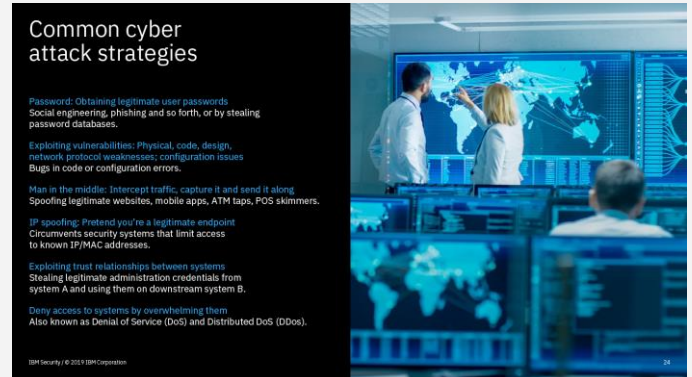 Common cyber
attack strategies
Password: Obtaining legitimate user passwords
Social engineering, phishing and so forth, or by stealing
password databases.
Exploiting vulnerabilities: Physical, code, design,
network protocol weaknesses; configuration issues
Bugs in code or configuration errors.
Man in the middle: Intercept traffic, capture it and send it along
Spoofing legitimate websites, mobile apps, ATM taps, POS skimmers.
IP spoofing: Pretend you're a legitimate endpoint
Circumvents security systems that limit access
to known IP/MAC addresses.
Exploiting trust relationships between systems
Stealing legitimate administration credentials from
system A and using them on downstream system B.
Deny access to systems by overwhelming them
Also known as Denial of Service (DoS) and Distributed DoS (DDos).
IBM Security / © 2019 IBM Corporation
24